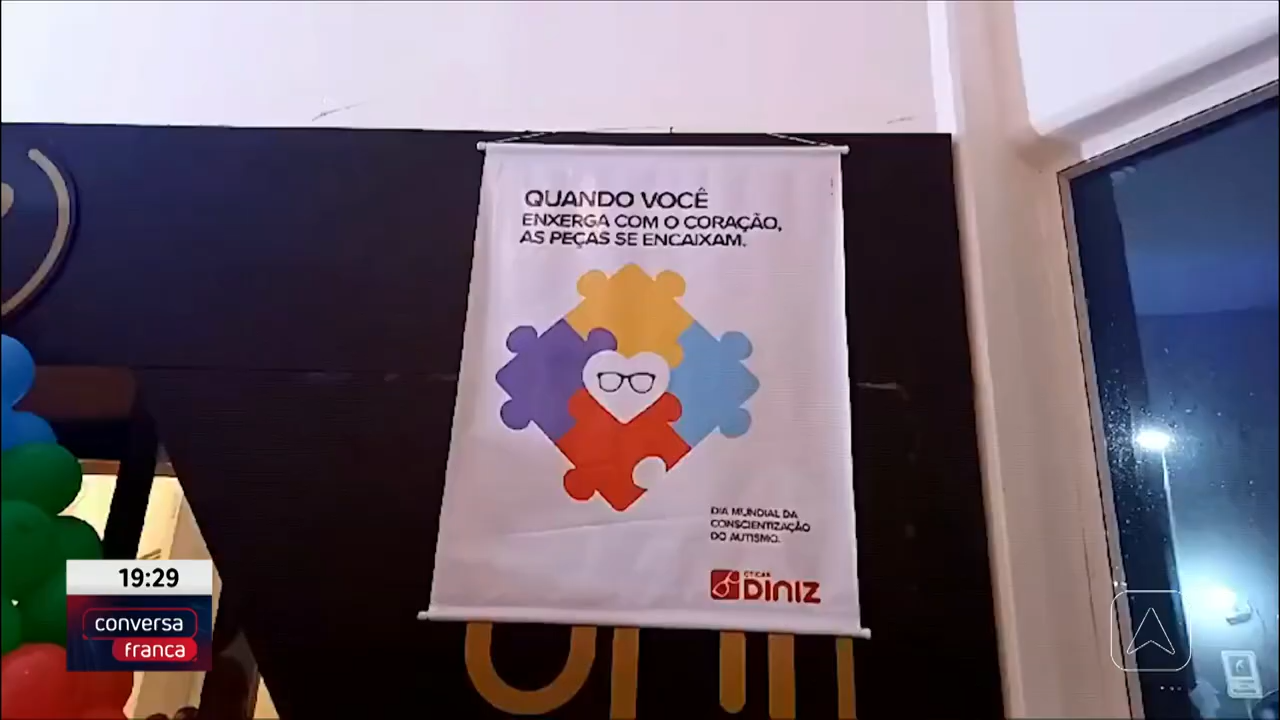 QUANDO VOCÊ
ENXERGA COM O CORAÇÃO,
AS PEÇAS SE ENCAIXAM.
DIA MUNDIAL DA
CONSCIENTIZAÇÃO
DO AUTISMO.
ÓTICAS
DINIZ
19:29
conversa
franca